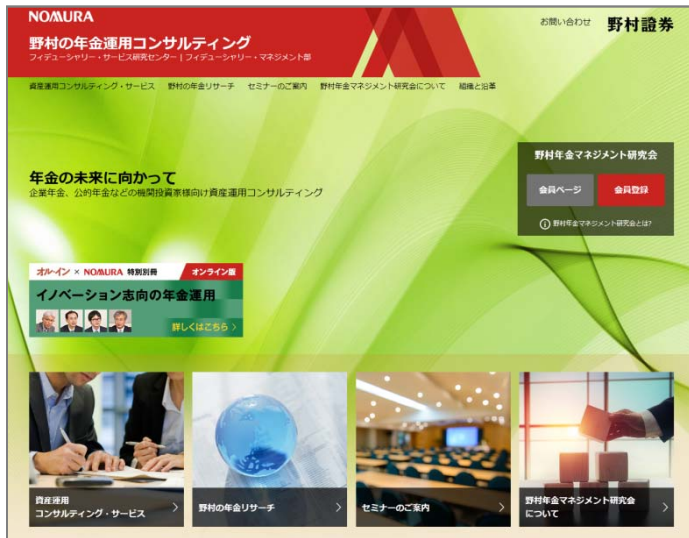 NOMURA
お問い合わせ
野村證券
野村の年金運用コンサルティング
フィデューシャリー・サービス研究センター | フィデューシャリー・マネジメント部
資産運用コンサルティング・サービス 野村の年金リサーチ セミナーのご案内 野村年金マネジメント研究会について 組織と沿革
野村年金マネジメント研究会
年金の未来に向かって
企業年金、公的年金などの機関投資家様向け資産運用コンサルティング
会員ページ
会員登録
野村年金マネジメント研究会とは?
オル・イン × NOMURA 特別別冊 オンライン版
イノベーション志向の年金運用
詳しくはこちら
資産運用
コンサルティング・サービス
野村の年金リサーチ
セミナーのご案内
野村年金マネジメント研究会
について